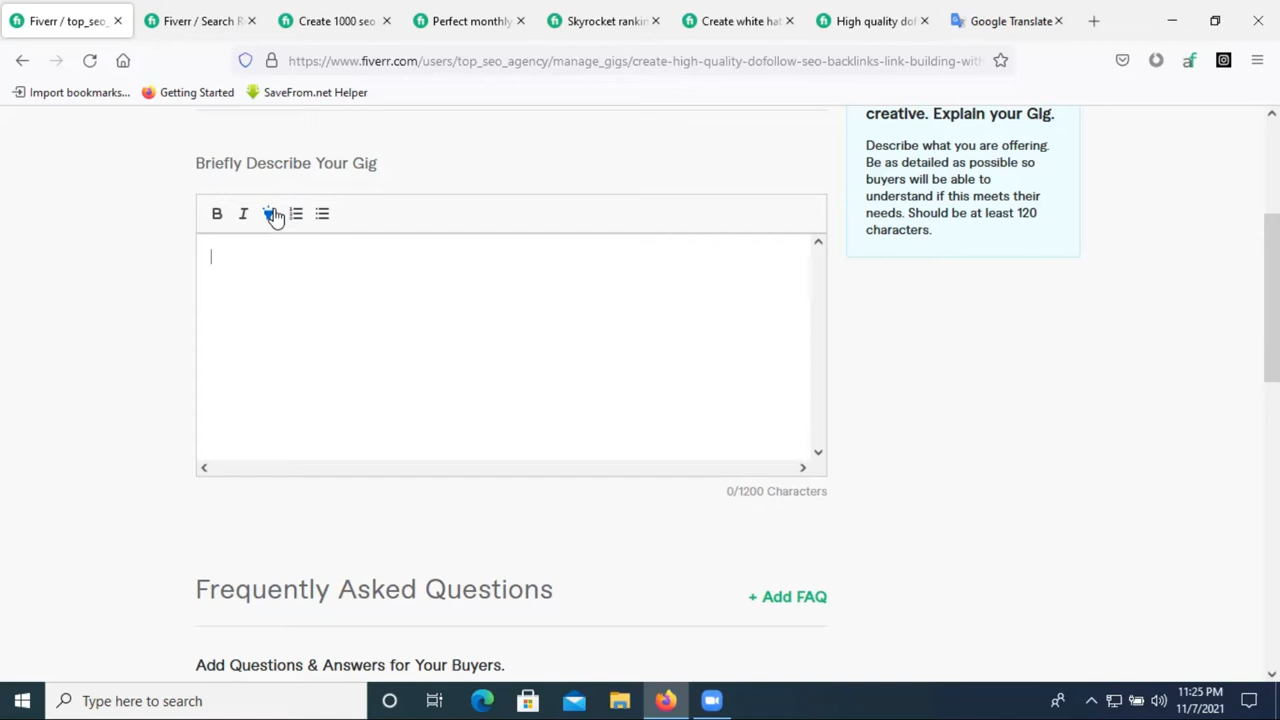 Fiverr / top_seo_
Fiverr / Search R
Create 1000 seo
Perfect monthly
Skyrocket rankin
Create white hat
High quality dof
Google Translate
https://www.fiverr.com/users/top_seo_agency/manage_gigs/create-high-quality-dofollow-seo-backlinks-link-building-with
Import bookmarks...
Getting Started
SaveFrom.net Helper
creative. Explain your Gig.
Describe what you are offering.
Be as detailed as possible so
buyers will be able to
understand if this meets their
needs. Should be at least 120
characters.
Briefly Describe Your Gig
B I
0/1200 Characters
Frequently Asked Questions
+ Add FAQ
Add Questions & Answers for Your Buyers.
Type here to search
11:25 PM
11/7/2021